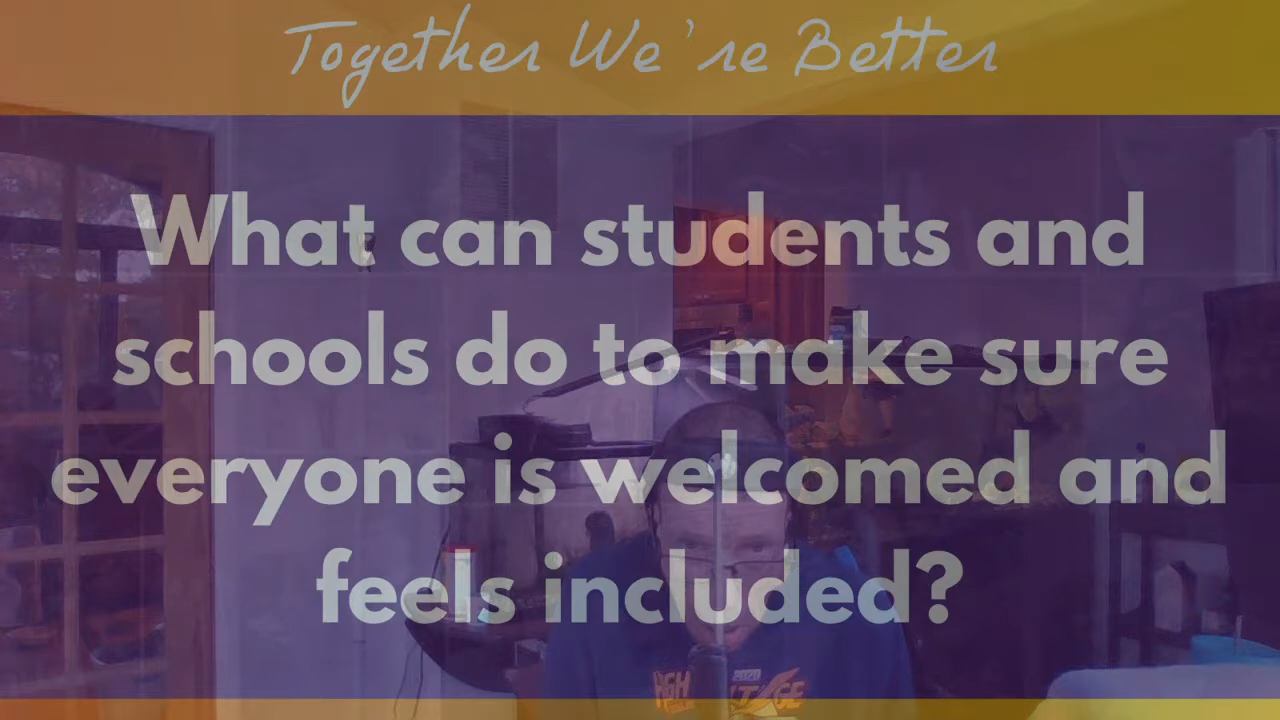 Together We're Better
What can students and
schools do to make sure
everyone is welcomed and
feels included?
2020